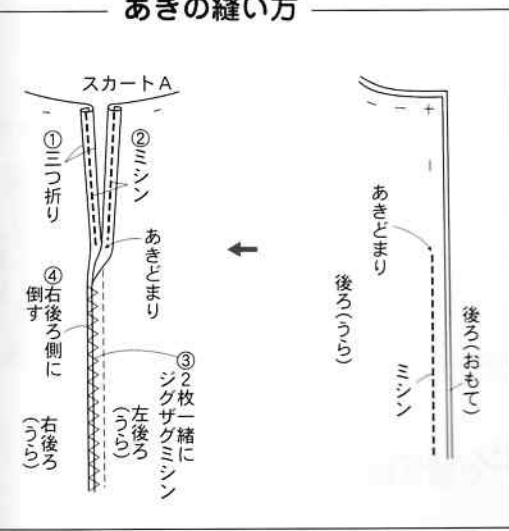 あきの縫い方
あきどまり
後ろ(うら)
ミシン
後ろ(おもて)
スカートA
①三つ折り
②ミシン
あきどまり
③2枚一緒に
ジグザグミシン
④右後ろ側に
倒す
左後ろ
(うら)
右後ろ
(うら)